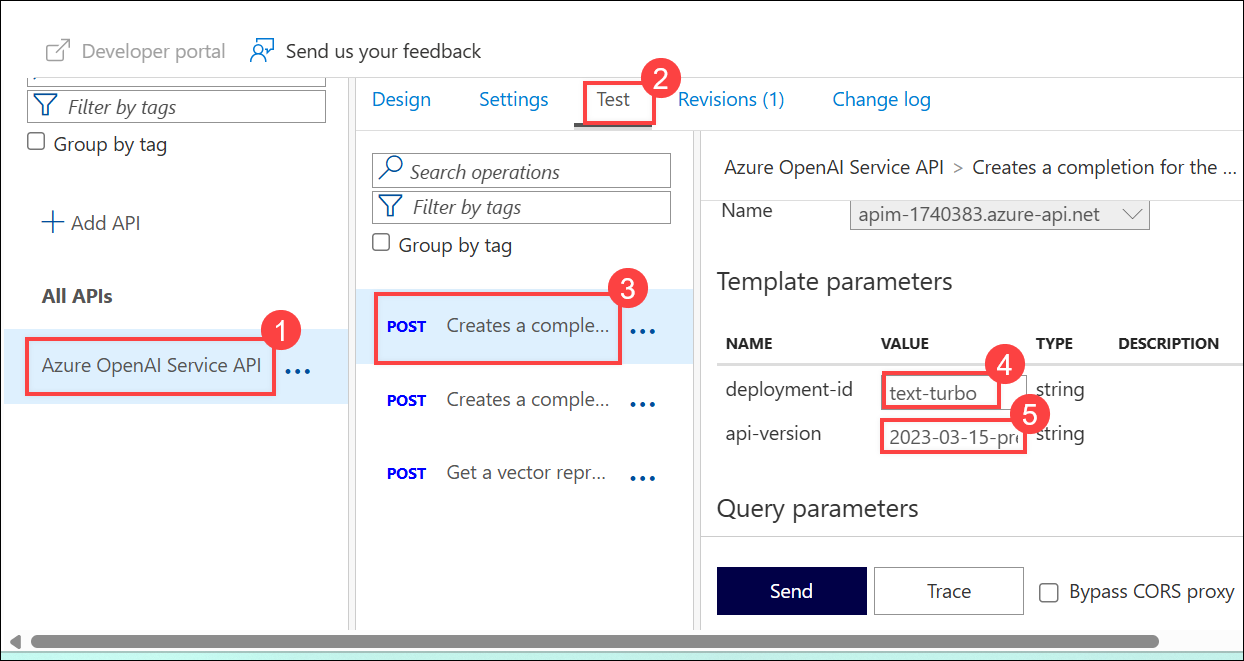 Developer portal
Send us your feedback
Filter by tags
Group by tag
Add API
All APIs
1
Azure OpenAI Service API
...
Design
Settings
Test
2
Revisions (1)
Change log
Search operations
Filter by tags
Group by tag
3
POST Creates a comple... ...
POST Creates a comple... ...
POST Get a vector repr... ...
Azure OpenAI Service API > Creates a completion for the ...
Name apim-1740383.azure-api.net
Template parameters
NAME VALUE TYPE DESCRIPTION
4
deployment-id text-turbo string
5
api-version 2023-03-15-pre string
Query parameters
Send
Trace
Bypass CORS proxy